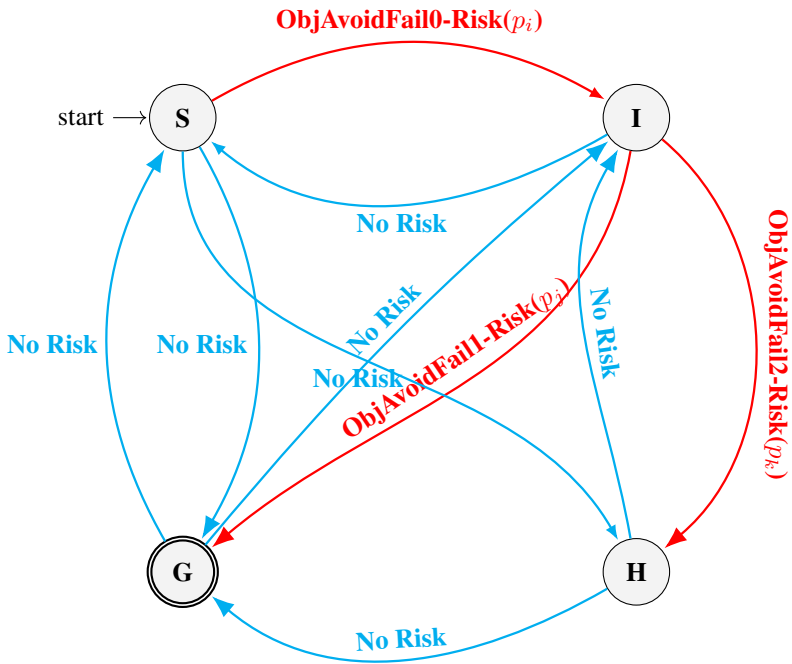 ObjAvoidFail0-Risk(p_i)
start
S
I
No Risk
ObjAvoidFail2-Risk(p_k)
No Risk
No Risk
ObjAvoidFail1-Risk(p_j)
No Risk
No Risk
No Risk
G
H
No Risk